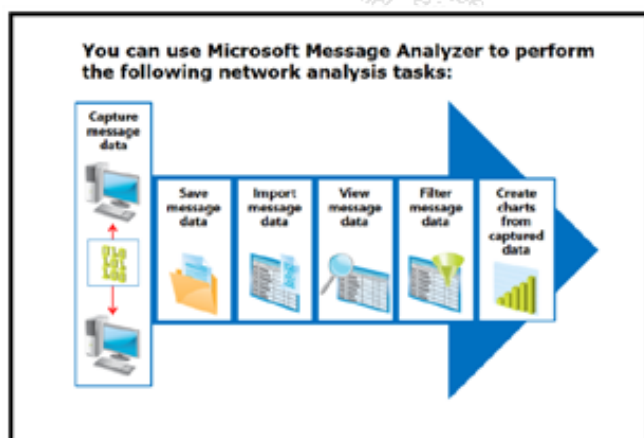 You can use Microsoft Message Analyzer to perform
the following network analysis tasks:
Capture
message
data
Save
message
data
Import
message
data
View
message
data
Filter
message
data
Create
charts
from
captured
data